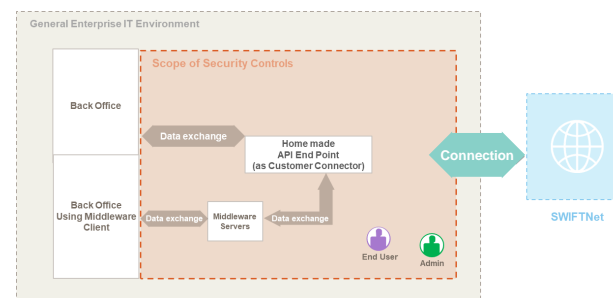 General Enterprise IT Environment
Scope of Security Controls
Back Office
Data exchange
Home made
API End Point
(as Customer Connector)
Connection
Back Office
Using Middleware
Client
Data exchange
Middleware
Servers
Data exchange
SWIFTNet
End User
Admin